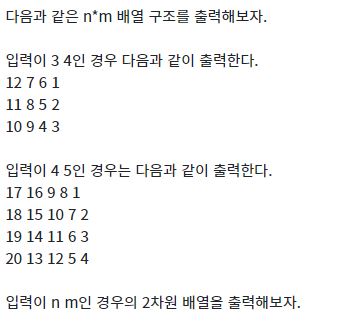 다음과 같은 n*m 배열 구조를 출력해보자.
입력이 3 4인 경우 다음과 같이 출력한다.
12 7 6 1
11 8 5 2
10 9 4 3
입력이 4 5인 경우는 다음과 같이 출력한다.
17 16 9 8 1
18 15 10 7 2
19 14 11 6 3
20 13 12 5 4
입력이 n m인 경우의 2차원 배열을 출력해보자.